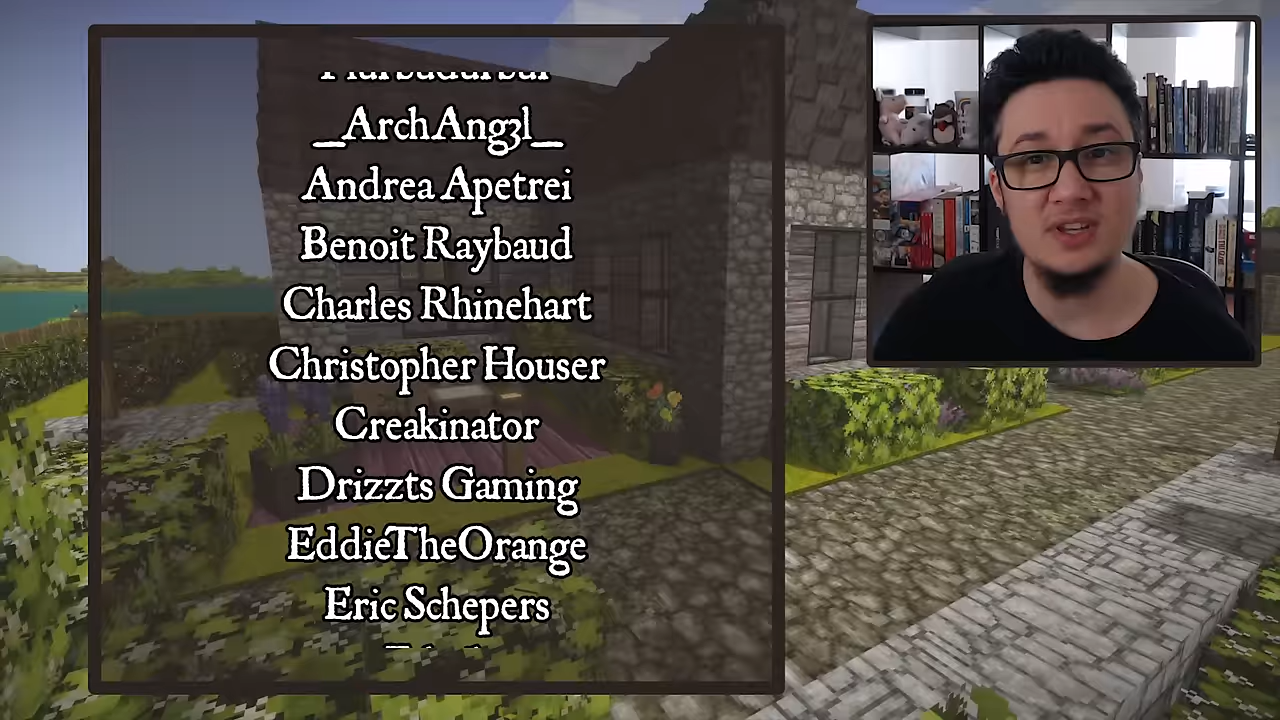 _ArchAng3l_
Andrea Apetrei
Benoit Raybaud
Charles Rhinehart
Christopher Houser
Creakinator
Drizzts Gaming
EddieTheOrange
Eric Schepers